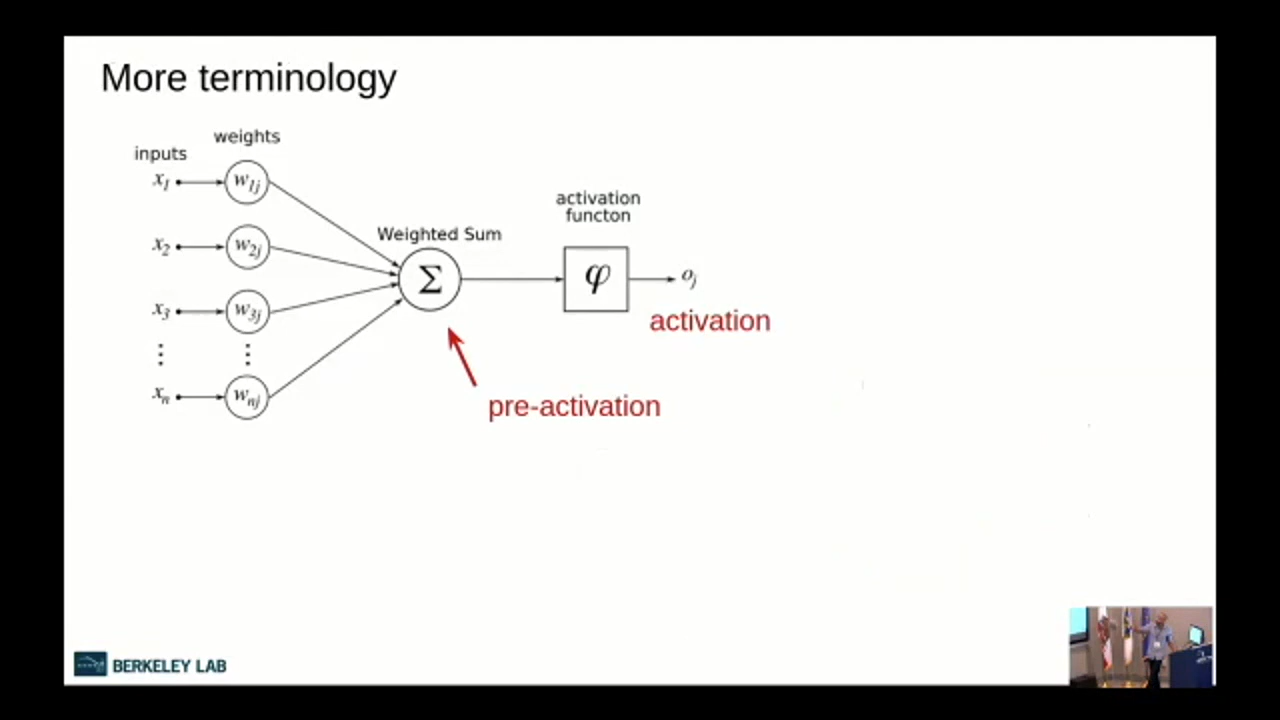 More terminology
weights
inputs
x₁
w₁ⱼ
activation
functon
Weighted Sum
x₂
w₂ⱼ
Σ
φ
oⱼ
x₃
w₃ⱼ
activation
⋮ ⋮
xₙ
wₙⱼ
pre-activation
BERKELEY LAB